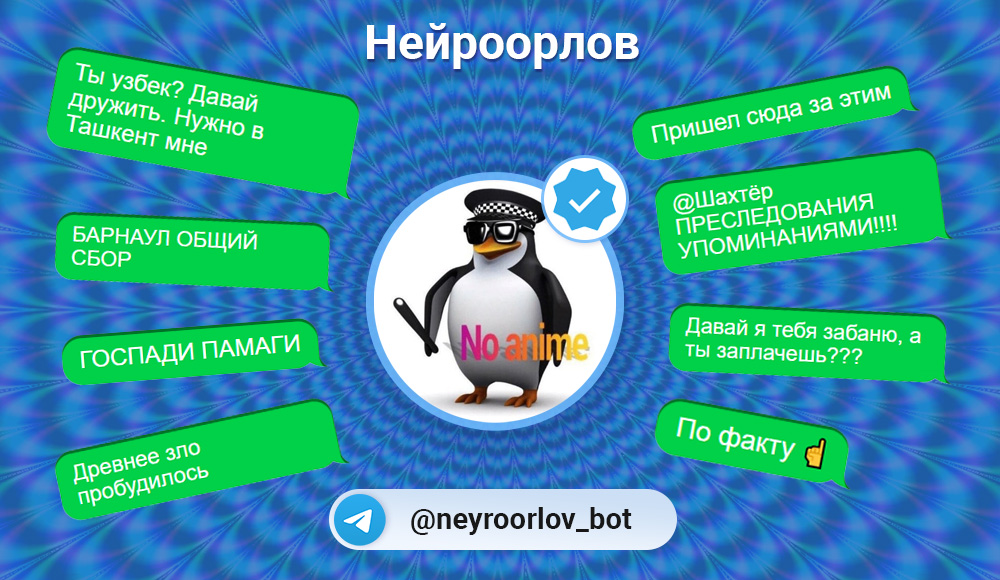 Нейроорлов
Ты узбек? Давай
дружить. Нужно в
Ташкент мне
БАРНАУЛ ОБЩИЙ
СБОР
ГОСПАДИ ПАМАГИ
Древнее зло
пробудилось
No anime
Пришел сюда за этим
@Шахтёр
ПРЕСЛЕДОВАНИЯ
УПОМИНАНИЯМИ!!!!
Давай я тебя забаню, а
ты заплачешь???
По факту ☝
@neyroorlov_bot